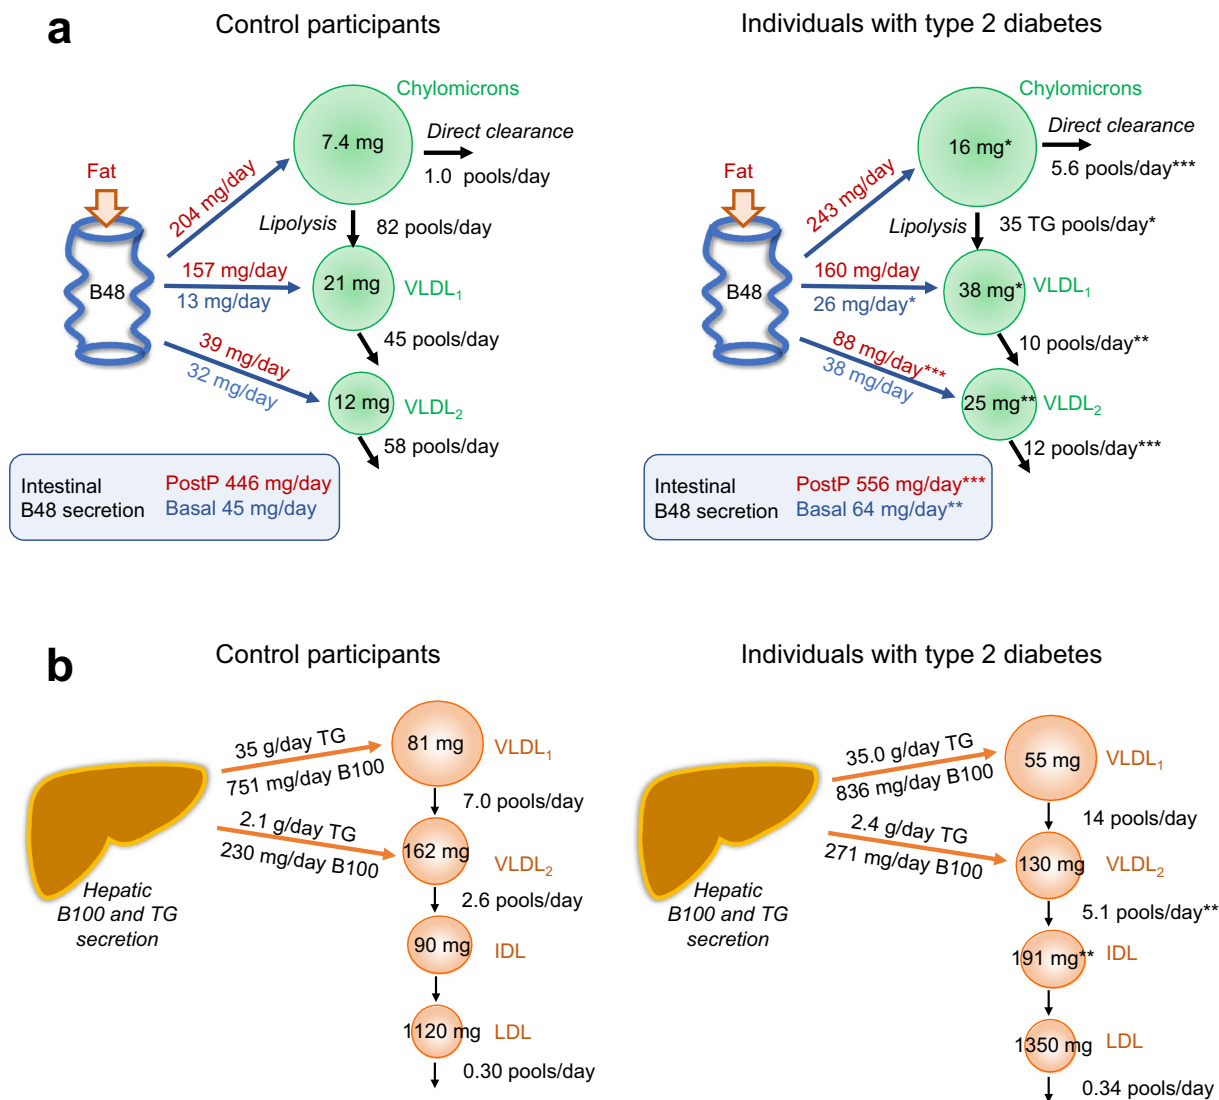 a
Control participants
Individuals with type 2 diabetes
Fat
B48
204 mg/day
157 mg/day
13 mg/day
39 mg/day
32 mg/day
Chylomicrons
7.4 mg
Direct clearance
1.0 pools/day
Lipolysis
82 pools/day
21 mg
VLDL1
45 pools/day
12 mg
VLDL2
58 pools/day
Intestinal
B48 secretion
PostP 446 mg/day
Basal 45 mg/day
Fat
B48
243 mg/day
160 mg/day
26 mg/day*
88 mg/day***
38 mg/day
Chylomicrons
16 mg*
Direct clearance
5.6 pools/day***
Lipolysis
35 TG pools/day*
38 mg*
VLDL1
10 pools/day**
25 mg**
VLDL2
12 pools/day***
Intestinal
B48 secretion
PostP 556 mg/day***
Basal 64 mg/day**
b
Control participants
Individuals with type 2 diabetes
35 g/day TG
751 mg/day B100
2.1 g/day TG
230 mg/day B100
Hepatic
B100 and TG
secretion
81 mg
VLDL1
7.0 pools/day
162 mg
VLDL2
2.6 pools/day
90 mg
IDL
1120 mg
LDL
0.30 pools/day
35.0 g/day TG
836 mg/day B100
2.4 g/day TG
271 mg/day B100
Hepatic
B100 and TG
secretion
55 mg
VLDL1
14 pools/day
130 mg
VLDL2
5.1 pools/day**
191 mg**
IDL
1350 mg
LDL
0.34 pools/day